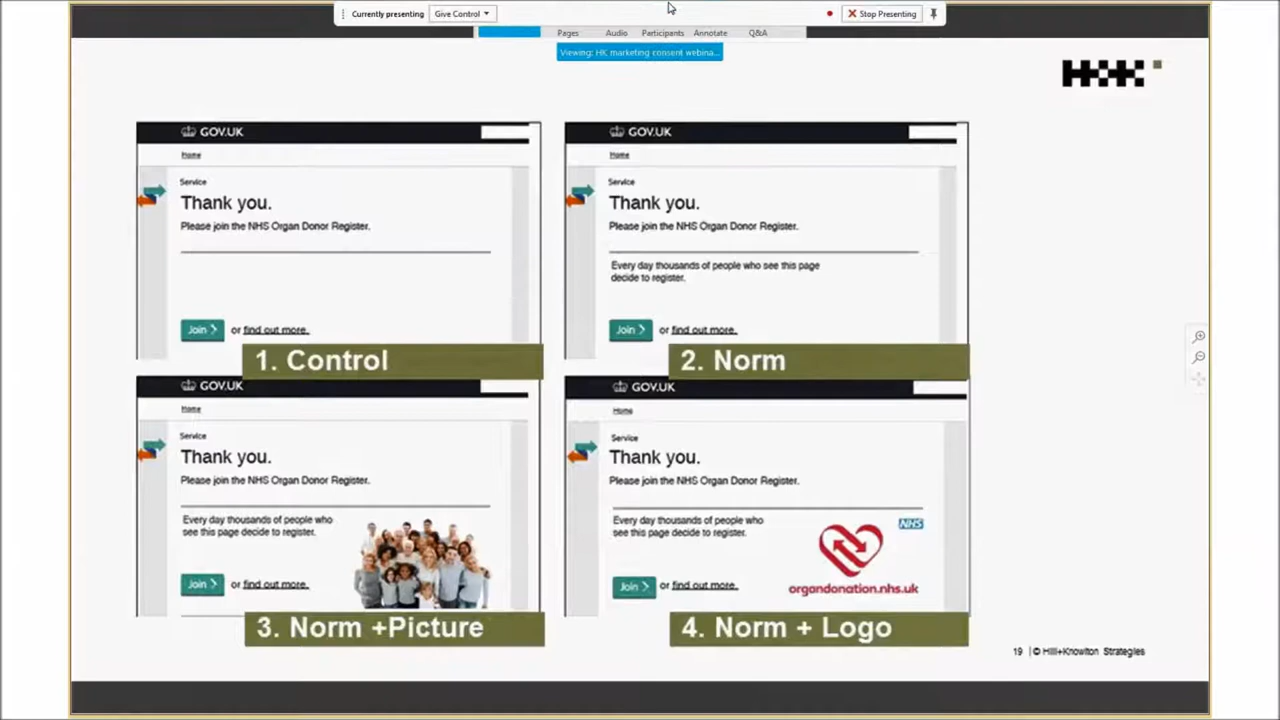 Currently presenting
Give Control
Stop Presenting
Pages
Audio
Participants
Annotate
Q&A
Viewing: HK marketing consent webina...
H+K
GOV.UK
Home
Service
Thank you.
Please join the NHS Organ Donor Register.
Join
or find out more.
1. Control
GOV.UK
Home
Service
Thank you.
Please join the NHS Organ Donor Register.
Every day thousands of people who see this page
decide to register.
Join
or find out more.
2. Norm
GOV.UK
Home
Service
Thank you.
Please join the NHS Organ Donor Register.
Every day thousands of people who
see this page decide to register.
Join
or find out more.
3. Norm +Picture
GOV.UK
Home
Service
Thank you.
Please join the NHS Organ Donor Register.
Every day thousands of people who
see this page decide to register.
NHS
organdonation.nhs.uk
Join
or find out more.
4. Norm + Logo
19 | © Hill+Knowlton Strategies